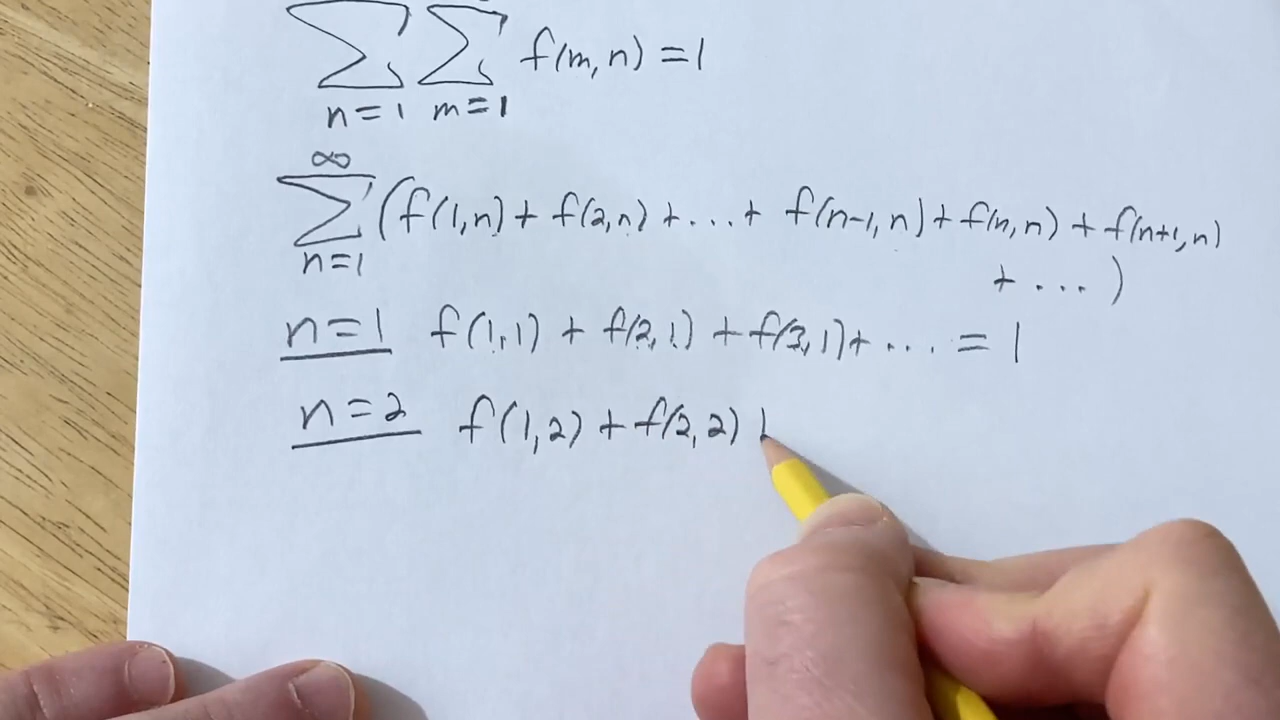 ∑ ∑ f(m,n) = 1
n=1 m=1
∞
∑ (f(1,n) + f(2,n) + ... + f(n-1,n) + f(n,n) + f(n+1,n)
n=1
+ ... )
n=1 f(1,1) + f(2,1) + f(3,1) + ... = 1
n=2 f(1,2) + f(2,2)